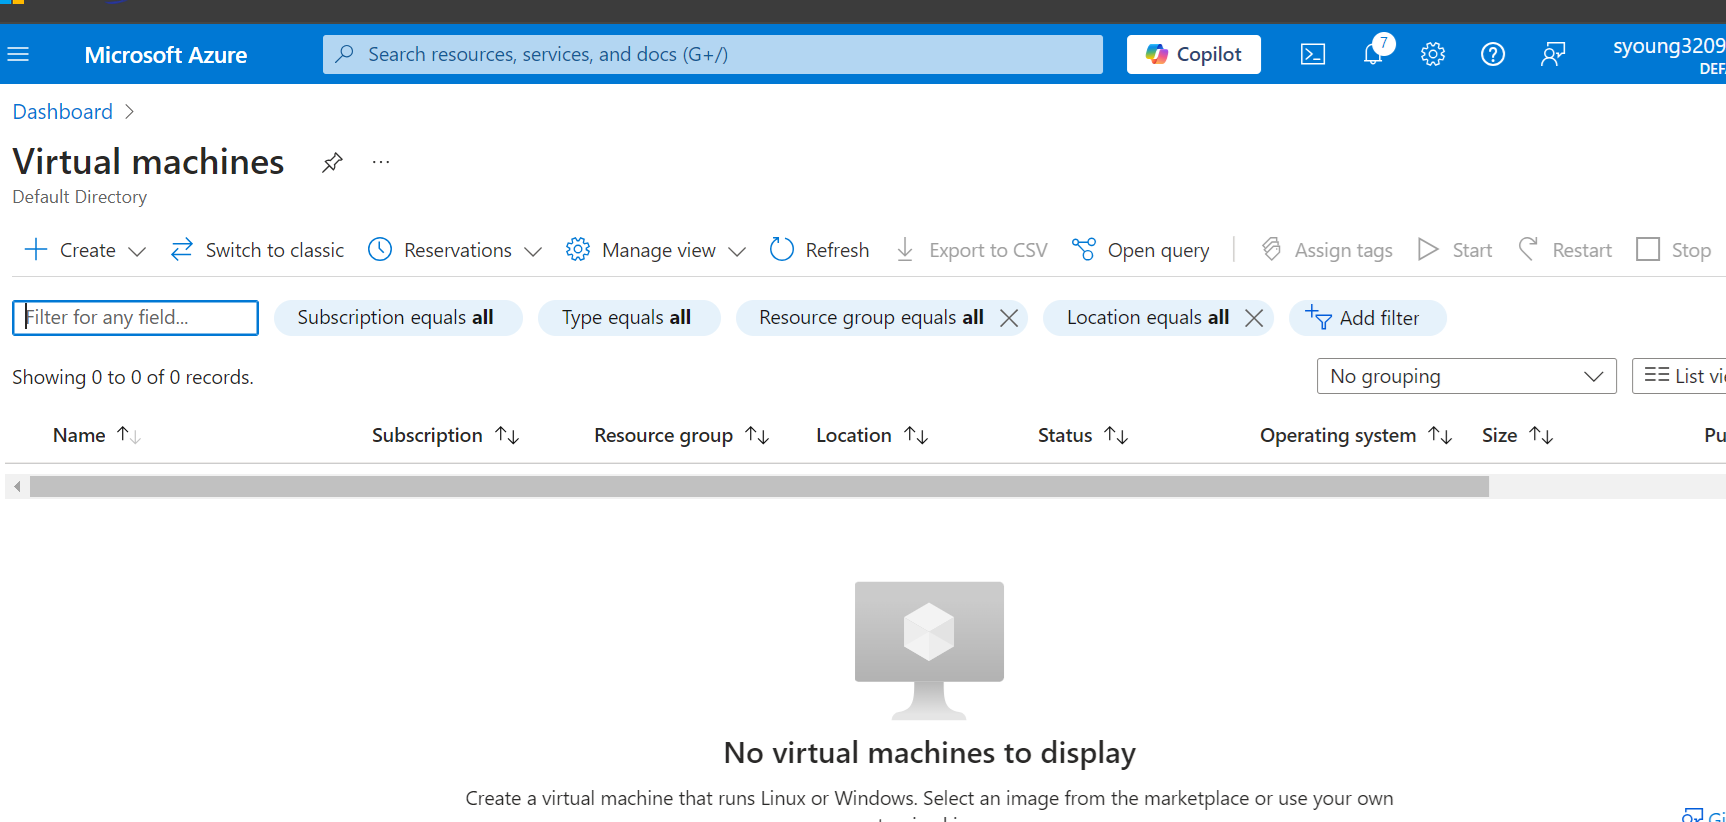 Microsoft Azure
Search resources, services, and docs (G+/)
Copilot
7
syoung3209
DEF
Dashboard
Virtual machines
Default Directory
Create
Switch to classic
Reservations
Manage view
Refresh
Export to CSV
Open query
Assign tags
Start
Restart
Stop
Filter for any field...
Subscription equals all
Type equals all
Resource group equals all
Location equals all
Add filter
Showing 0 to 0 of 0 records.
No grouping
List
Name
Subscription
Resource group
Location
Status
Operating system
Size
Pu
No virtual machines to display
Create a virtual machine that runs Linux or Windows. Select an image from the marketplace or use your own